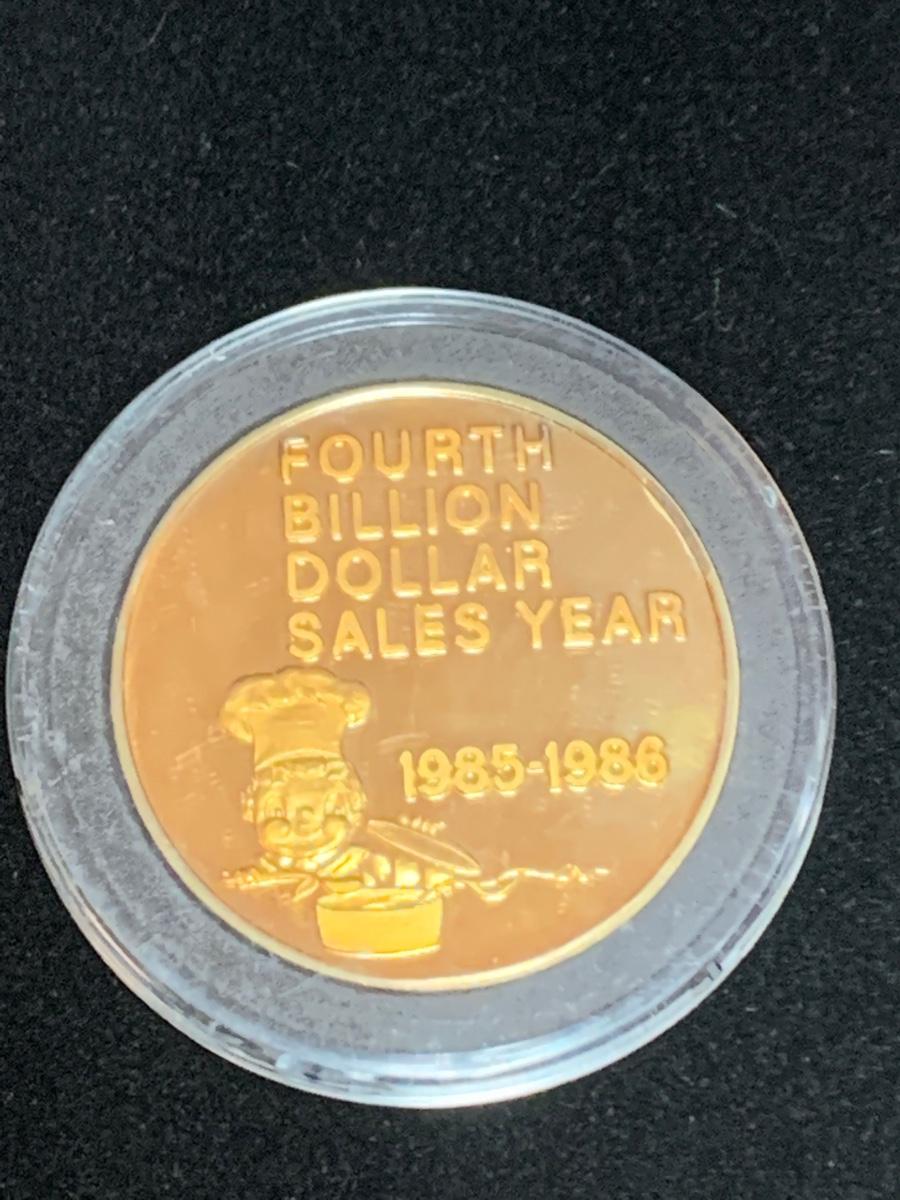 FOURTH
BILLION
DOLLAR
SALES YEAR
1985-1986